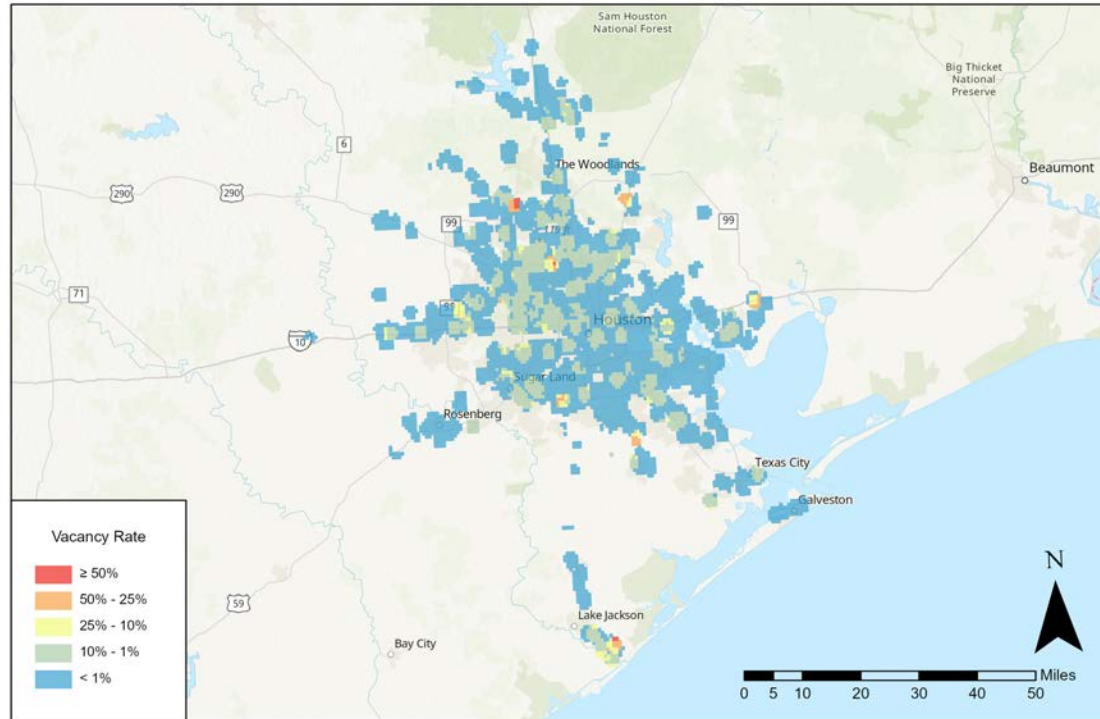 Sam Houston
National Forest
Big Thicket
National
Preserve
6
The Woodlands
Beaumont
290
290
99
99
71
99
Houston
10
Sugar Land
Rosenberg
Texas City
Galveston
Vacancy Rate
≥ 50%
50% - 25%
25% - 10%
10% - 1%
< 1%
59
Lake Jackson
Bay City
N
Miles
0 5 10 20 30 40 50